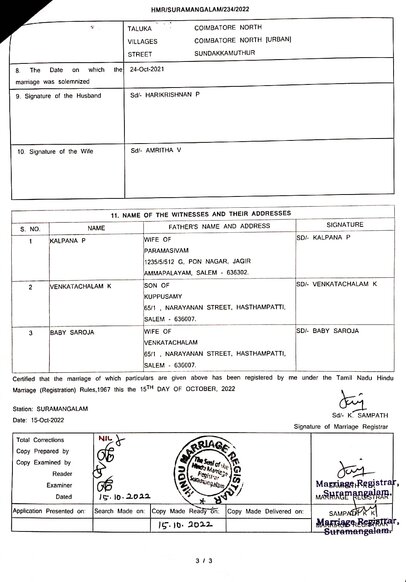 HMR/SURAMANGALAM/234/2022
TALUKA COIMBATORE NORTH
VILLAGES COIMBATORE NORTH [URBAN]
STREET SUNDAKKAMUTHUR
8. The Date on which the marriage was solemnized 24-Oct-2021
9. Signature of the Husband Sd/- HARIKRISHNAN P
10. Signature of the Wife Sd/- AMRITHA V
11. NAME OF THE WITNESSES AND THEIR ADDRESSES
S. NO. NAME FATHER'S NAME AND ADDRESS SIGNATURE
1 KALPANA P WIFE OF SD/- KALPANA P
PARAMASIVAM
1235/5/512 G, PON NAGAR, JAGIR
AMMAPALAYAM, SALEM - 636302.
2 VENKATACHALAM K SON OF SD/- VENKATACHALAM K
KUPPUSAMY
65/1 , NARAYANAN STREET, HASTHAMPATTI,
SALEM - 636007.
3 BABY SAROJA WIFE OF SD/- BABY SAROJA
VENKATACHALAM
65/1 , NARAYANAN STREET, HASTHAMPATTI,
SALEM - 636007.
Certified that the marriage of which particulars are given above has been registered by me under the Tamil Nadu Hindu
Marriage (Registration) Rules,1967 this the 15TH DAY OF OCTOBER, 2022
Station: SURAMANGALAM
Date: 15-Oct-2022
Sd/- K. SAMPATH
Signature of Marriage Registrar
Total Corrections NIL
Copy Prepared by
Copy Examined by
Reader
Examiner
Dated 15.10.2022
HINDU MARRIAGE REGISTRAR
The Seal of the
Hindu Marriage
Registrar
Suramangalam
Marriage Registrar,
Suramangalam.
MARRIAGE REGISTRAR
Application Presented on: Search Made on: Copy Made Ready on: Copy Made Delivered on:
15.10.2022
SAMPATH K
Marriage Registrar,
Suramangalam.
3 / 3